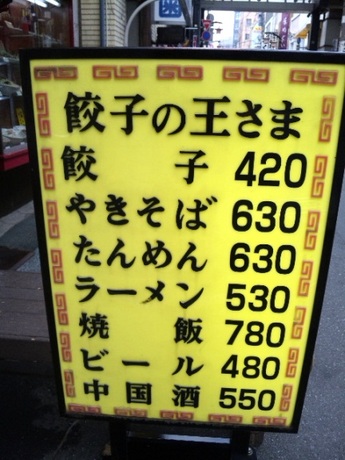 餃子の王さま
餃子 420
やきそば 630
たんめん 630
ラーメン 530
焼飯 780
ビール 480
中国酒 550